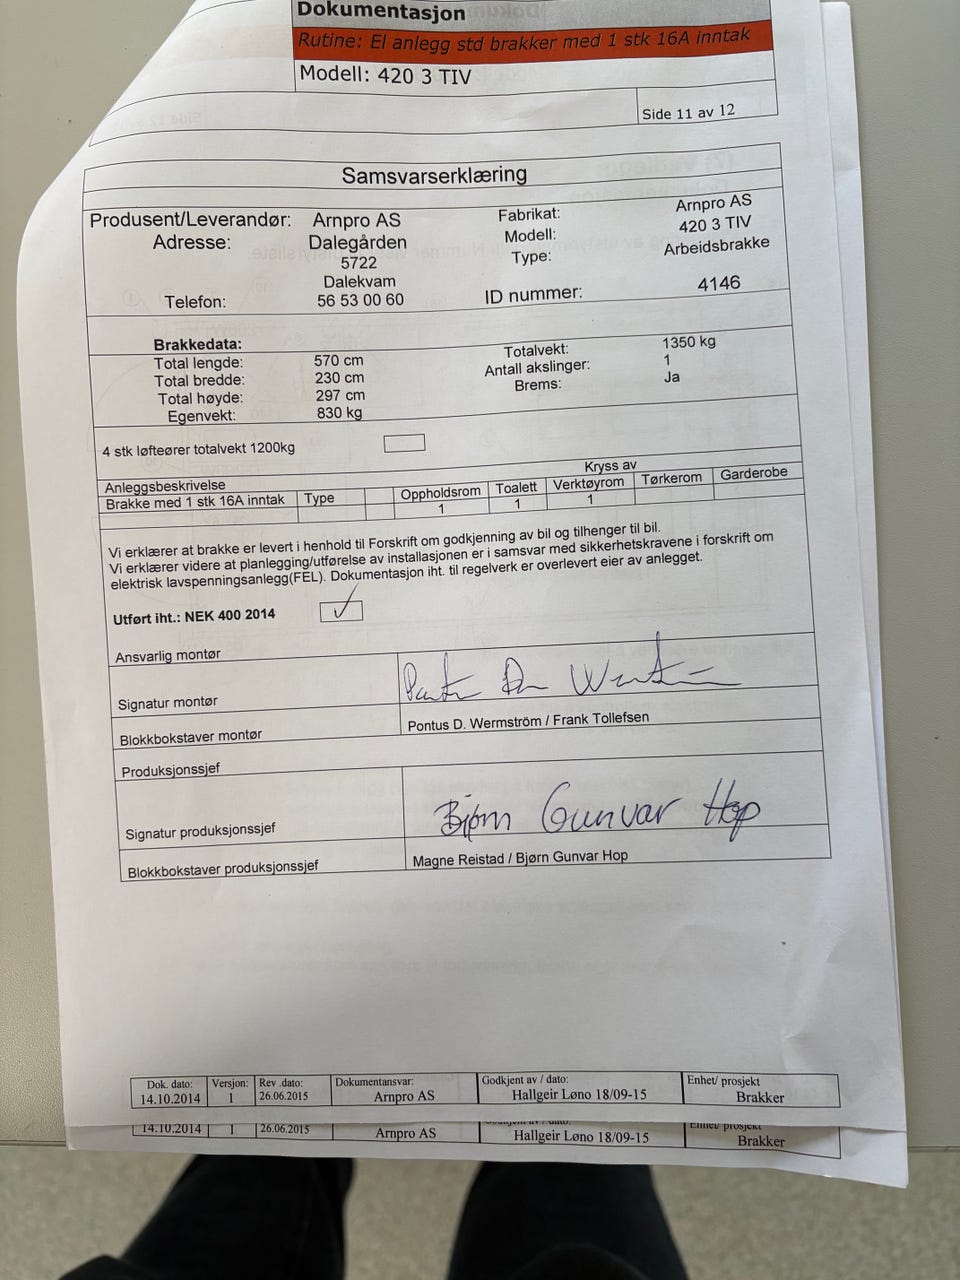 Dokumentasjon
Rutine: El anlegg std brakker med 1 stk 16A inntak
Modell: 420 3 TIV
Side 11 av 12
Samsvarserklæring
Produsent/Leverandør: Arnpro AS Fabrikat: Arnpro AS
Adresse: Dalegården Modell: 420 3 TIV
5722 Type: Arbeidsbrakke
Dalekvam
Telefon: 56 53 00 60 ID nummer: 4146
Brakkedata:
Total lengde: 570 cm Totalvekt: 1350 kg
Total bredde: 230 cm Antall akslinger: 1
Total høyde: 297 cm Brems: Ja
Egenvekt: 830 kg
4 stk løfteører totalvekt 1200kg
Kryss av
Anleggsbeskrivelse
Brakke med 1 stk 16A inntak Type Oppholdsrom Toalett Verktøyrom Tørkerom Garderobe
1 1 1
Vi erklærer at brakke er levert i henhold til Forskrift om godkjenning av bil og tilhenger til bil.
Vi erklærer videre at planlegging/utførelse av installasjonen er i samsvar med sikkerhetskravene i forskrift om
elektrisk lavspenningsanlegg(FEL). Dokumentasjon iht. til regelverk er overlevert eier av anlegget.
Utført iht.: NEK 400 2014 ✓
Ansvarlig montør
Signatur montør
Blokkbokstaver montør Pontus D. Wermström / Frank Tollefsen
Produksjonssjef
Signatur produksjonssjef Bjørn Gunvar Hop
Blokkbokstaver produksjonssjef Magne Reistad / Bjørn Gunvar Hop
Dok. dato: Versjon: Rev .dato: Dokumentansvar: Godkjent av / dato: Enhet/ prosjekt
14.10.2014 1 26.06.2015 Arnpro AS Hallgeir Løno 18/09-15 Brakker
14.10.2014 1 26.06.2015 Arnpro AS Hallgeir Løno 18/09-15 Brakker